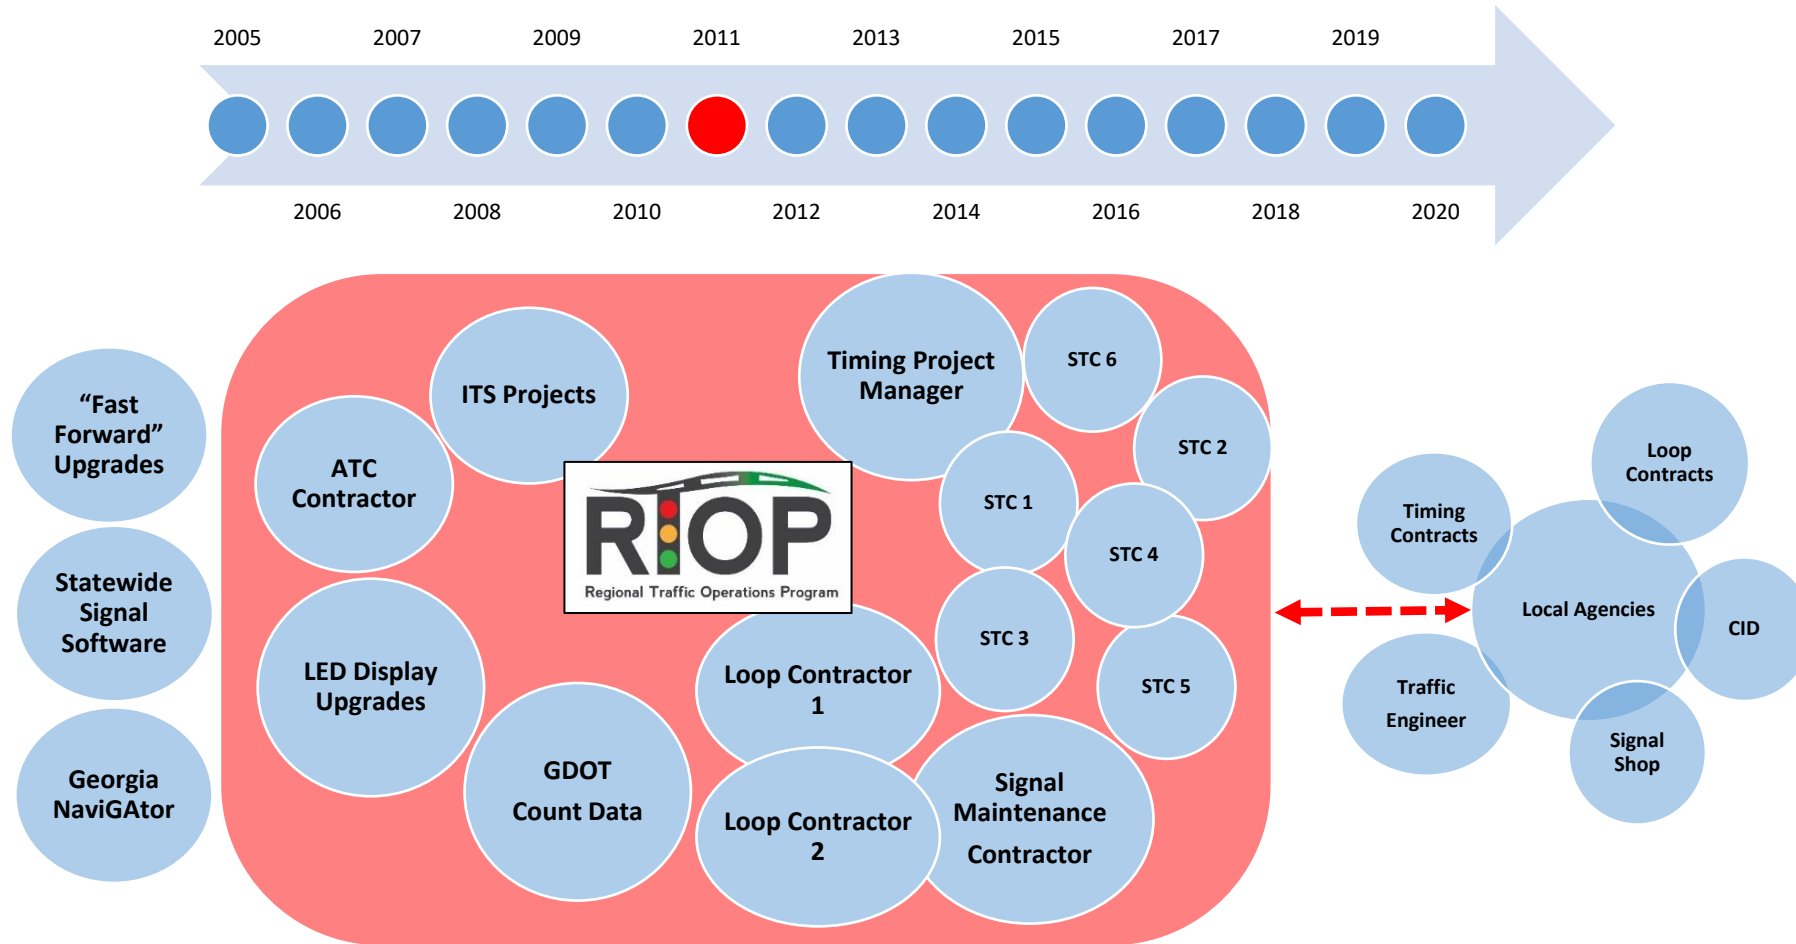 2005 2007 2009 2011 2013 2015 2017 2019
2006 2008 2010 2012 2014 2016 2018 2020
“Fast
Forward”
Upgrades
Statewide
Signal
Software
Georgia
NaviGAtor
ITS Projects
ATC
Contractor
LED Display
Upgrades
GDOT
Count Data
RTOP
Regional Traffic Operations Program
Timing Project
Manager
STC 6
STC 2
STC 1
STC 4
STC 3
STC 5
Loop Contractor
1
Loop Contractor
2
Signal
Maintenance
Contractor
Loop
Contracts
Timing
Contracts
Local Agencies
CID
Traffic
Engineer
Signal
Shop